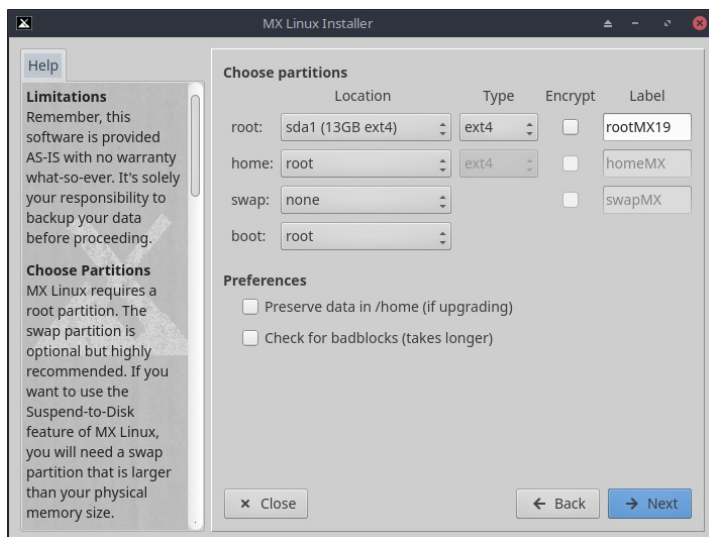 MX Linux Installer
Help
Limitations
Remember, this
software is provided
AS-IS with no warranty
what-so-ever. It's solely
your responsibility to
backup your data
before proceeding.
Choose Partitions
MX Linux requires a
root partition. The
swap partition is
optional but highly
recommended. If you
want to use the
Suspend-to-Disk
feature of MX Linux,
you will need a swap
partition that is larger
than your physical
memory size.
Choose partitions
Location Type Encrypt Label
root: sda1 (13GB ext4) ext4 rootMX19
home: root ext4 homeMX
swap: none swapMX
boot: root
Preferences
Preserve data in /home (if upgrading)
Check for badblocks (takes longer)
Close Back Next